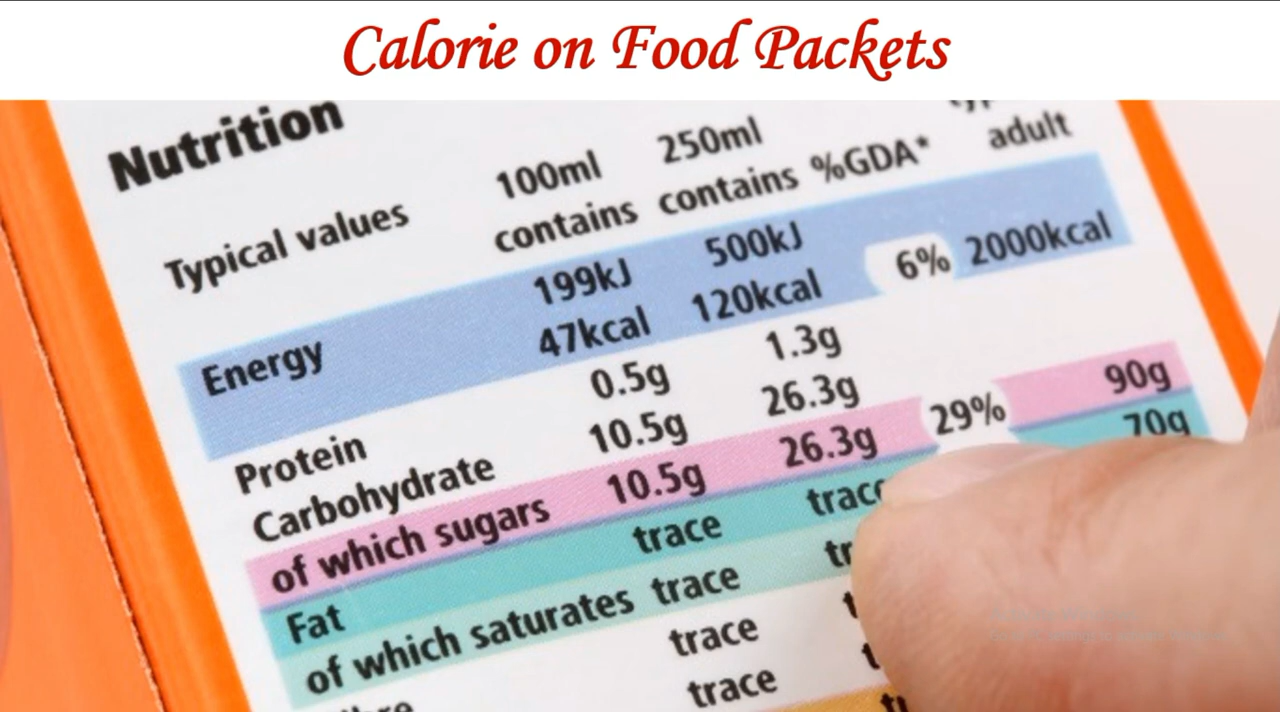 Calorie on Food Packets
Nutrition
Typical values 100ml contains 250ml contains %GDA* adult
Energy 199kJ 47kcal 500kJ 120kcal 6% 2000kcal
Protein 0.5g 1.3g
Carbohydrate 10.5g 26.3g
of which sugars 10.5g 26.3g 29% 90g
Fat trace trace 70g
of which saturates trace
trace
trace